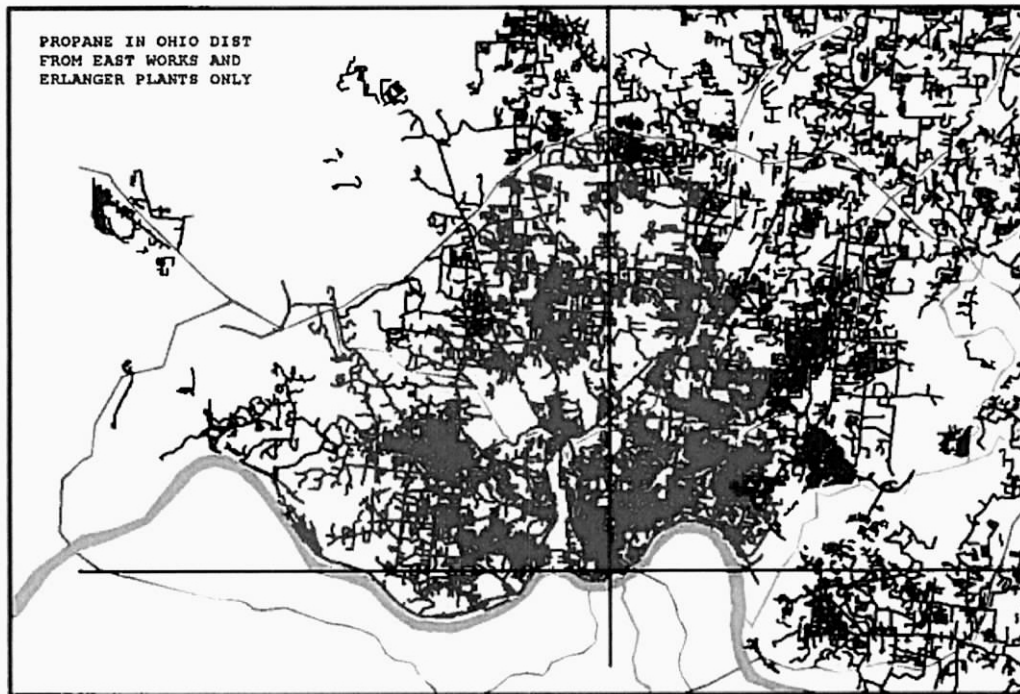 PROPANE IN OHIO DIST
FROM EAST WORKS AND
ERLANGER PLANTS ONLY